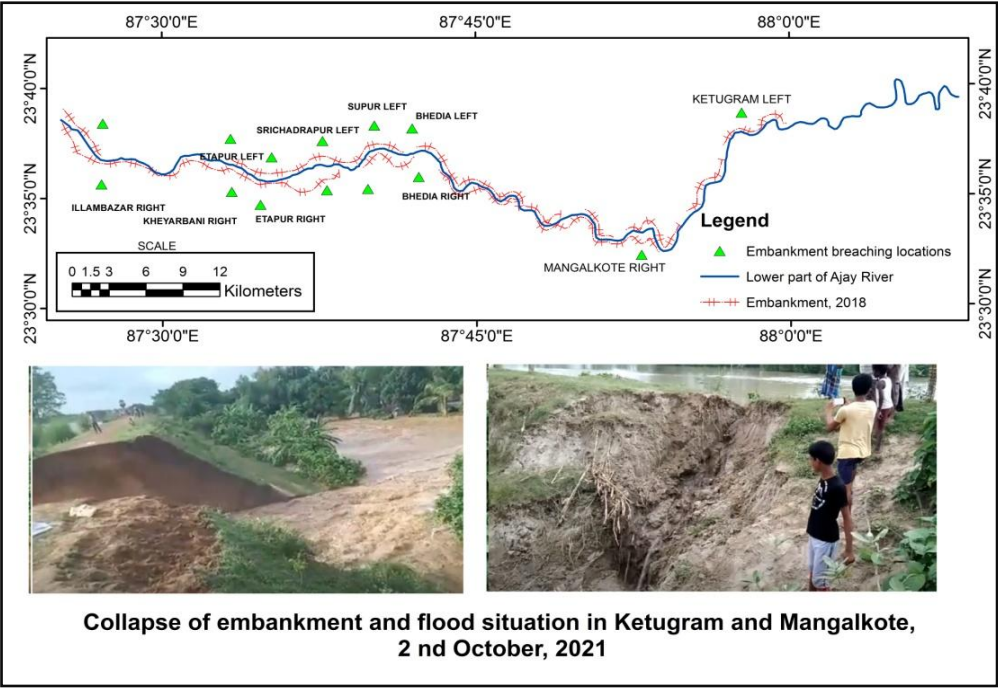 87°30'0"E
87°45'0"E
88°0'0"E
23°40'0"N
23°35'0"N
23°30'0"N
23°40'0"N
23°35'0"N
23°30'0"N
KETUGRAM LEFT
SUPUR LEFT
BHEDIA LEFT
SRICHADRAPUR LEFT
ETAPUR LEFT
BHEDIA RIGHT
ILLAMBAZAR RIGHT
KHEYARBANI RIGHT
ETAPUR RIGHT
MANGALKOTE RIGHT
Legend
Embankment breaching locations
Lower part of Ajay River
Embankment, 2018
SCALE
0 1.5 3 6 9 12
Kilometers
87°30'0"E
87°45'0"E
88°0'0"E
Collapse of embankment and flood situation in Ketugram and Mangalkote,
2 nd October, 2021